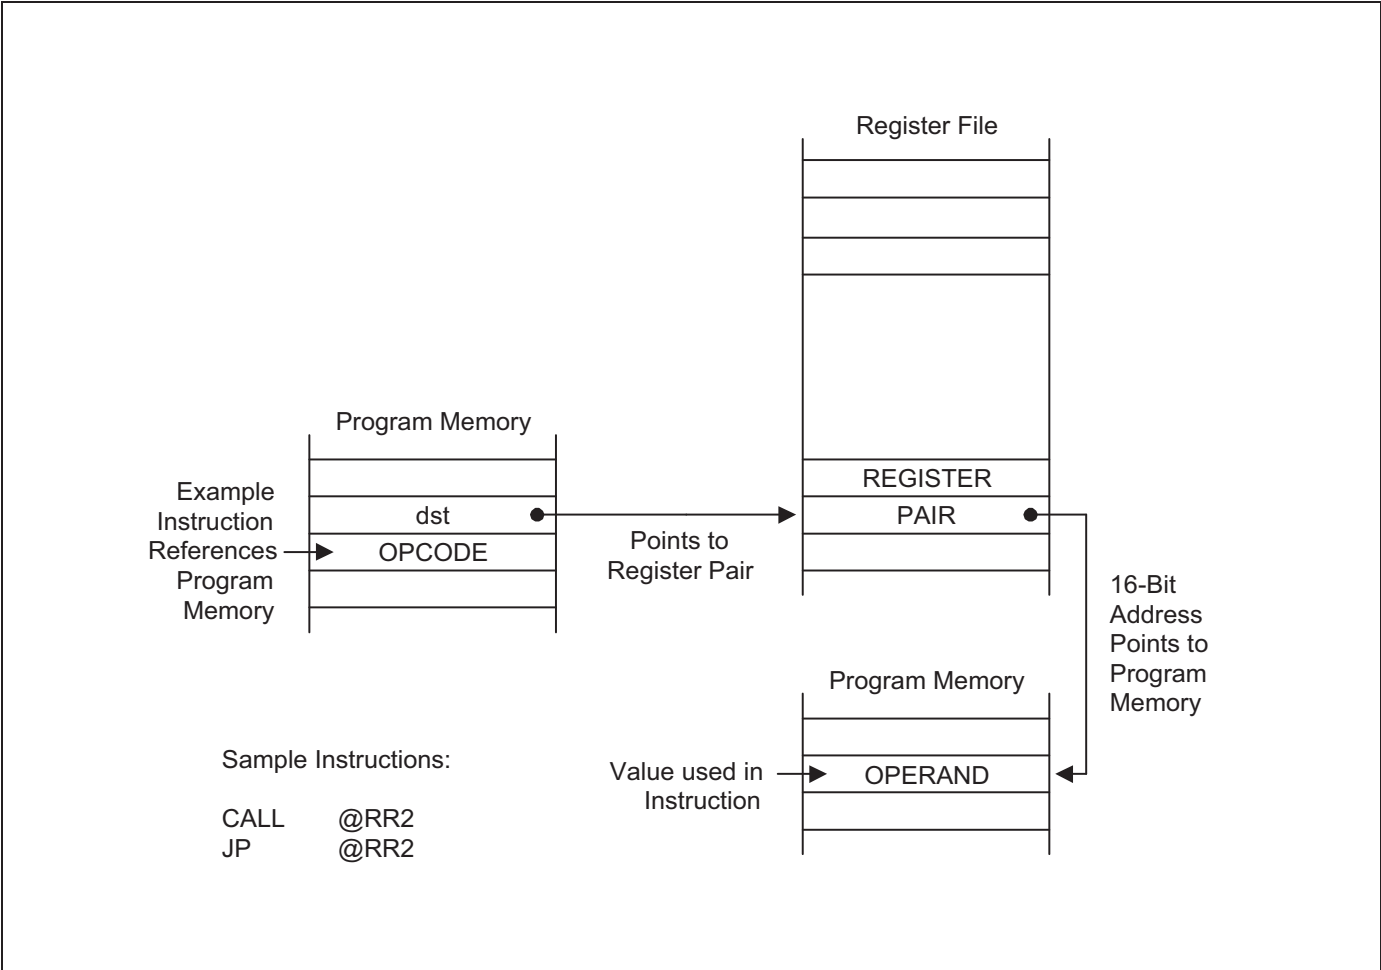 Register File
Program Memory
REGISTER
Example
Instruction
References
Program
Memory
dst
PAIR
OPCODE
Points to
Register Pair
16-Bit
Address
Points to
Program
Memory
Program Memory
Sample Instructions:
Value used in
Instruction
OPERAND
CALL @RR2
JP @RR2